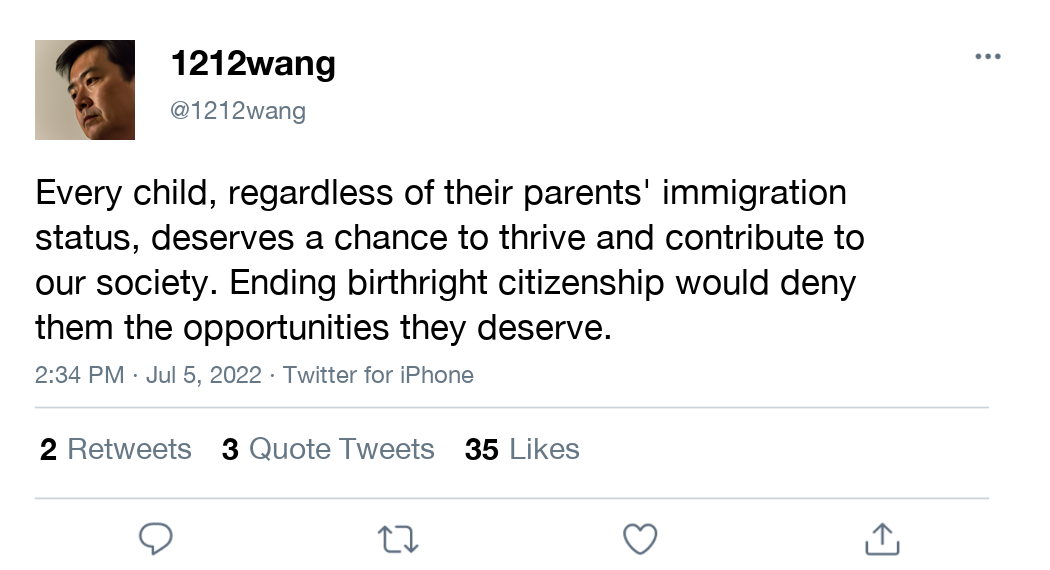 1212wang
@1212wang
Every child, regardless of their parents' immigration
status, deserves a chance to thrive and contribute to
our society. Ending birthright citizenship would deny
them the opportunities they deserve.
2:34 PM · Jul 5, 2022 · Twitter for iPhone
2 Retweets 3 Quote Tweets 35 Likes